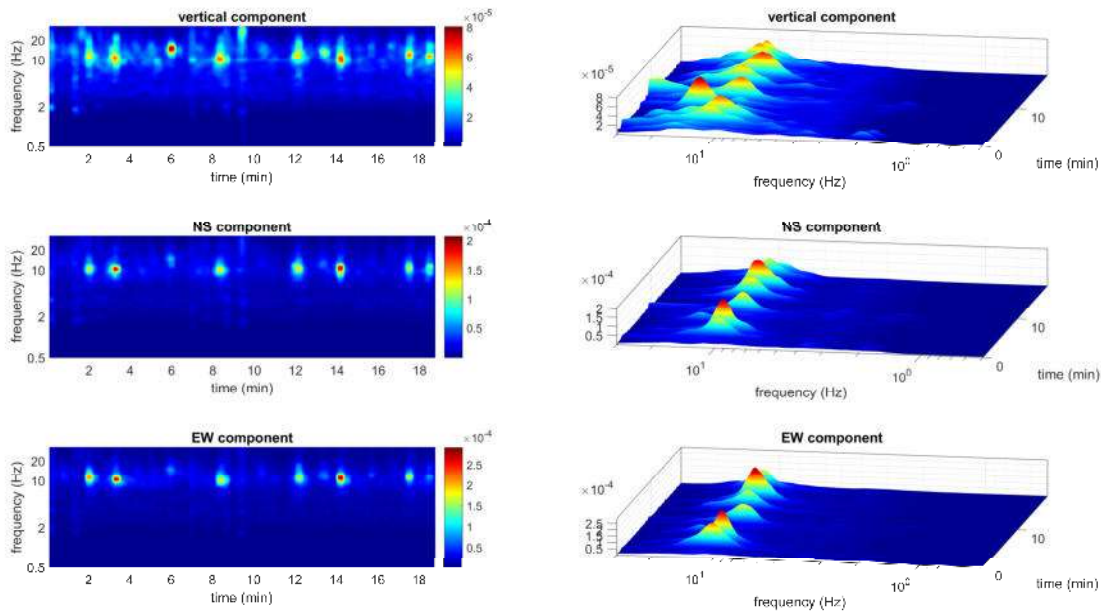 vertical component
×10⁻⁵
20
10
2
0.5
frequency (Hz)
8
6
4
2
2 4 6 8 10 12 14 16 18
time (min)
vertical component
×10⁻⁵
8
6
4
2
10¹
10⁰
0
10
frequency (Hz)
time (min)
NS component
×10⁻⁴
20
10
2
0.5
frequency (Hz)
2
1.5
1
0.5
2 4 6 8 10 12 14 16 18
time (min)
NS component
×10⁻⁴
2
1.5
1
0.5
10¹
10⁰
0
10
frequency (Hz)
time (min)
EW component
×10⁻⁴
20
10
2
0.5
frequency (Hz)
2.5
2
1.5
1
0.5
2 4 6 8 10 12 14 16 18
time (min)
EW component
×10⁻⁴
2.5
2
1.5
1
0.5
10¹
10⁰
0
10
frequency (Hz)
time (min)